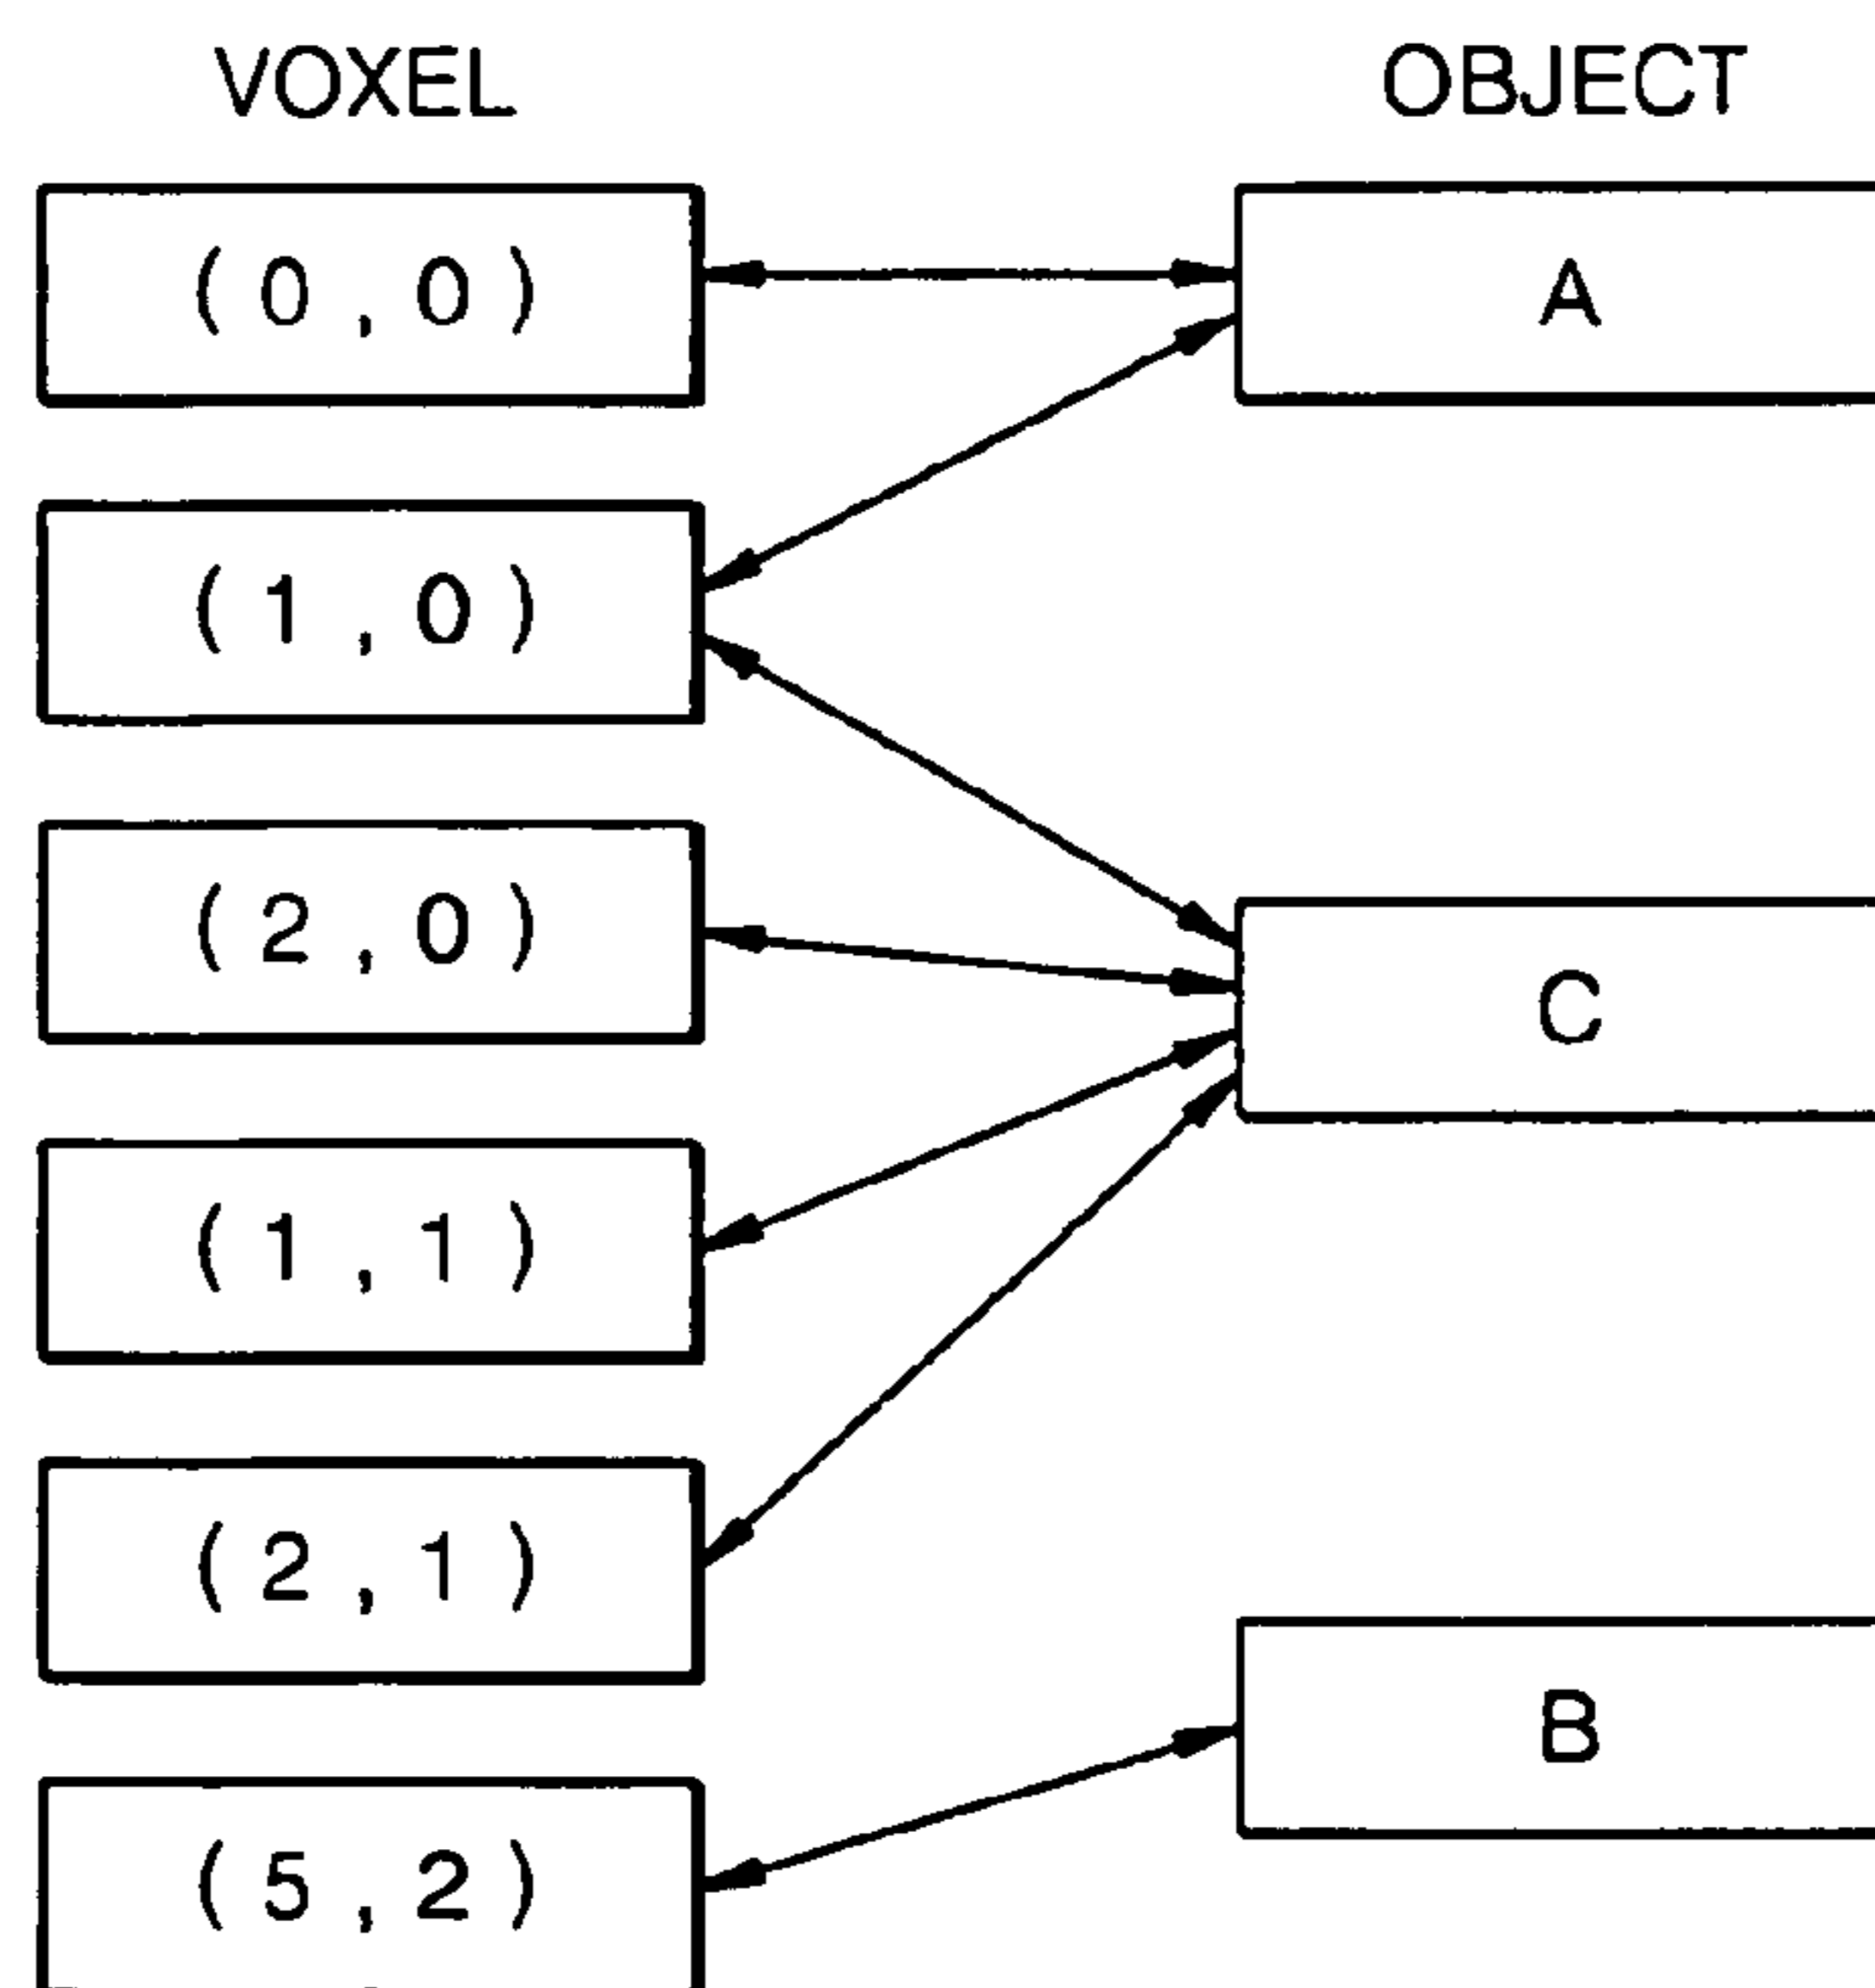 VOXEL OBJECT
( 0 , 0 ) A
( 1 , 0 )
( 2 , 0 ) C
( 1 , 1 )
( 2 , 1 )
B
( 5 , 2 )